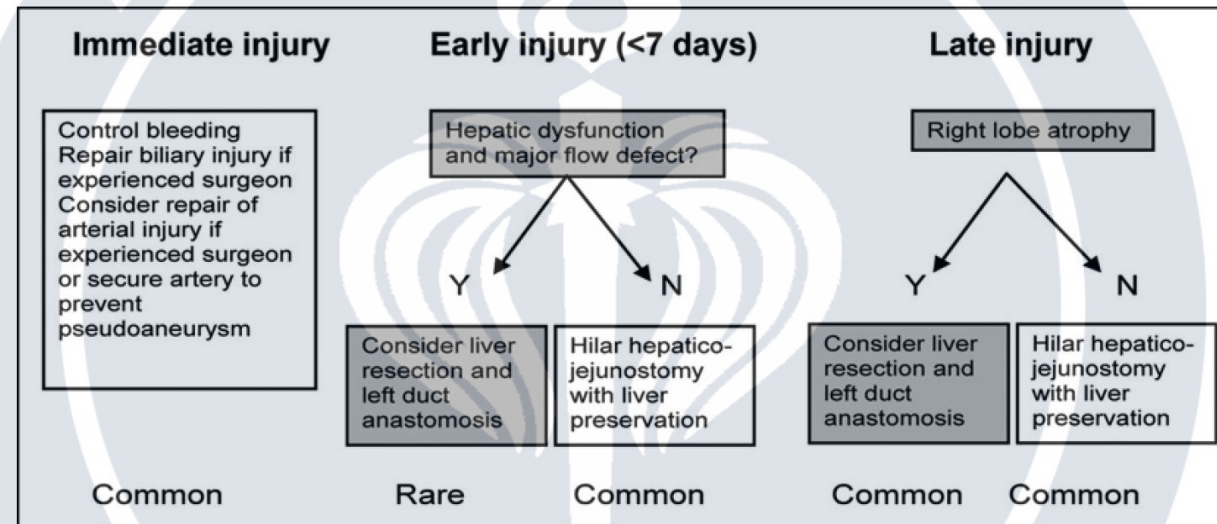 Immediate injury
Control bleeding
Repair biliary injury if
experienced surgeon
Consider repair of
arterial injury if
experienced surgeon
or secure artery to
prevent
pseudoaneurysm
Common
Early injury (<7 days)
Hepatic dysfunction
and major flow defect?
Y
N
Consider liver
resection and
left duct
anastomosis
Hilar hepatico-
jejunostomy
with liver
preservation
Rare
Common
Late injury
Right lobe atrophy
Y
N
Consider liver
resection and
left duct
anastomosis
Hilar hepatico-
jejunostomy
with liver
preservation
Common
Common